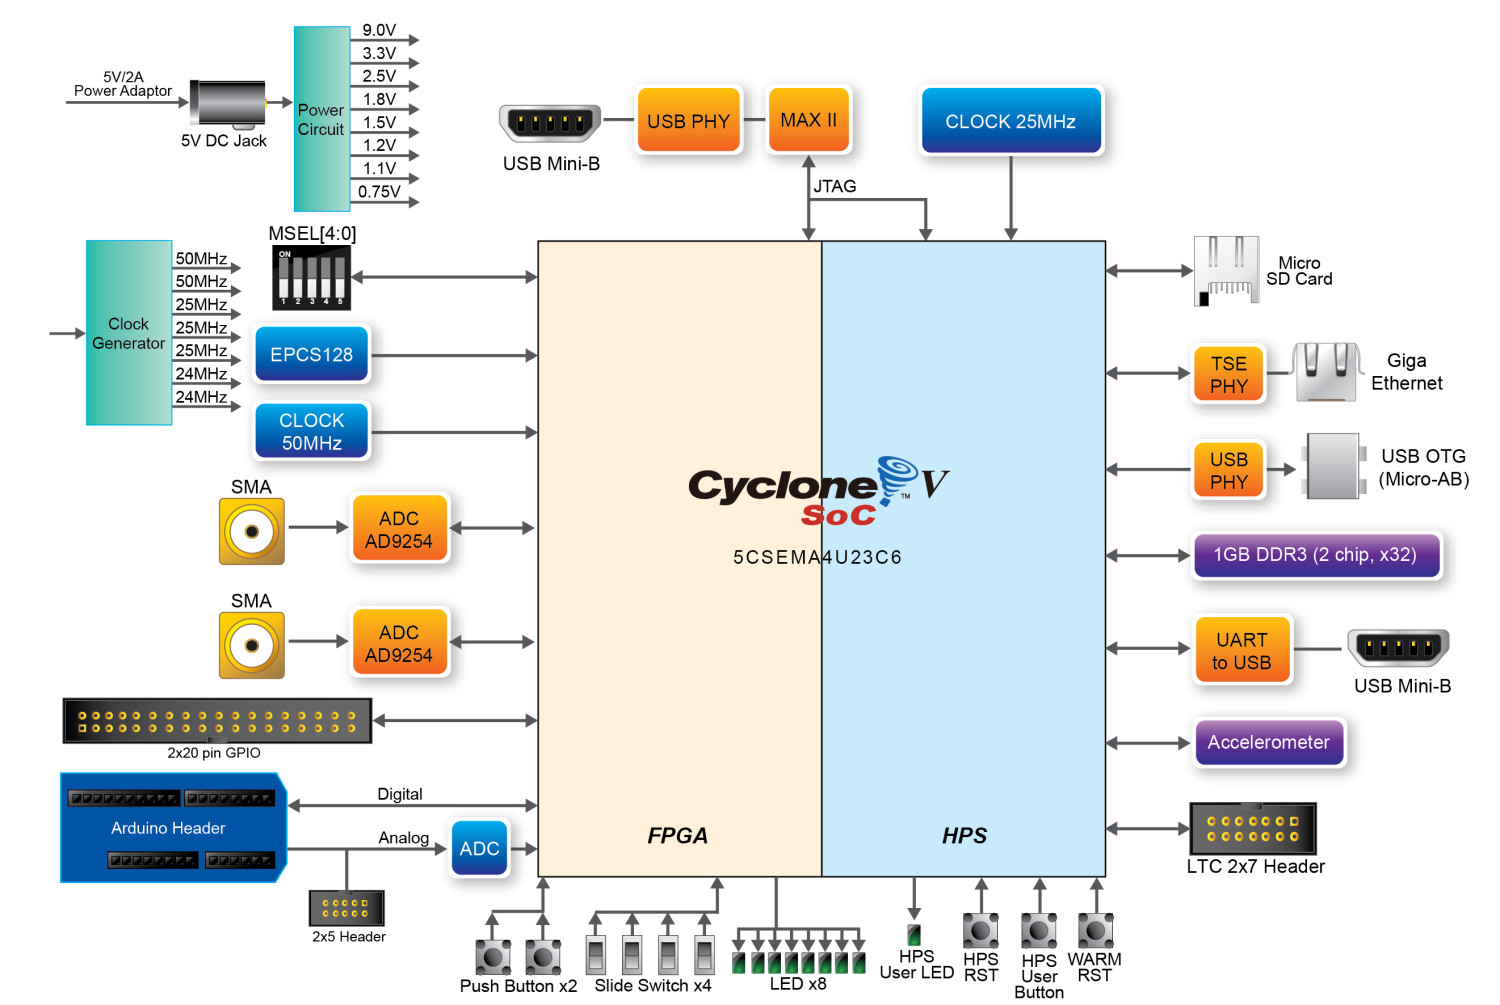 5V/2A
Power Adaptor
5V DC Jack
Power
Circuit
9.0V
3.3V
2.5V
1.8V
1.5V
1.2V
1.1V
0.75V
USB Mini-B
USB PHY
MAX II
JTAG
CLOCK 25MHz
Clock
Generator
50MHz
50MHz
25MHz
25MHz
25MHz
24MHz
24MHz
MSEL[4:0]
ON
1 2 3 4 5
EPCS128
CLOCK
50MHz
SMA
ADC
AD9254
SMA
ADC
AD9254
2x20 pin GPIO
Arduino Header
Digital
Analog
ADC
2x5 Header
Cyclone V
TM
SoC
5CSEMA4U23C6
FPGA
HPS
Micro
SD Card
TSE
PHY
Giga
Ethernet
USB
PHY
USB OTG
(Micro-AB)
1GB DDR3 (2 chip, x32)
UART
to USB
USB Mini-B
Accelerometer
LTC 2x7 Header
Push Button x2
Slide Switch x4
LED x8
HPS
User LED
HPS
RST
HPS
User
Button
WARM
RST